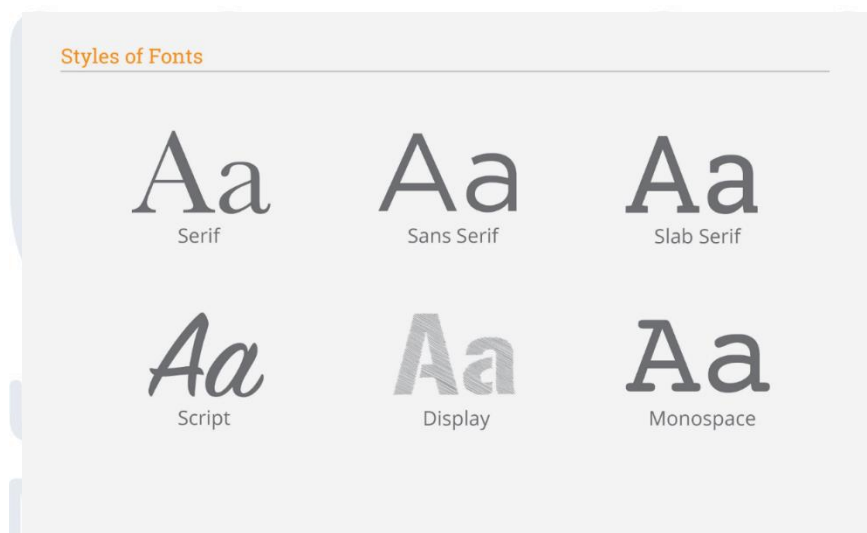 Styles of Fonts
Aa Aa Aa
Serif Sans Serif Slab Serif
Aa Aa Aa
Script Display Monospace